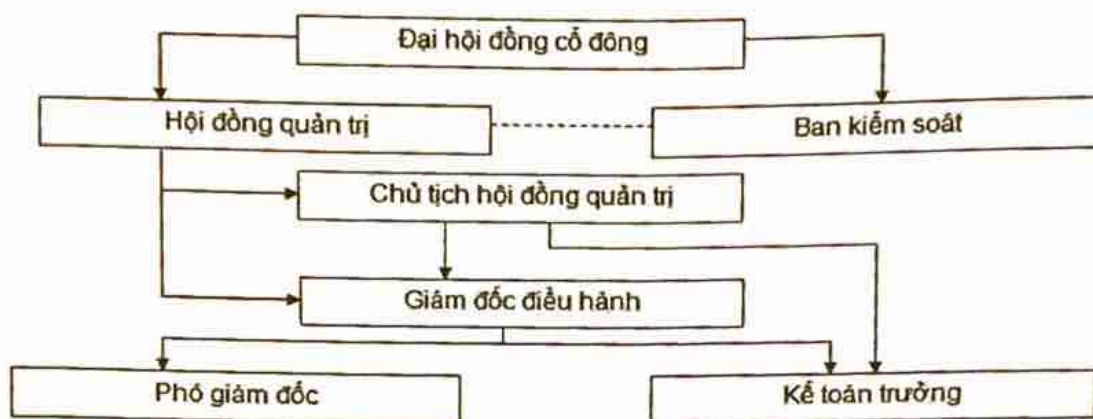 Đại hội đồng cổ đông
Hội đồng quản trị
Ban kiểm soát
Chủ tịch hội đồng quản trị
Giám đốc điều hành
Phó giám đốc
Kế toán trưởng